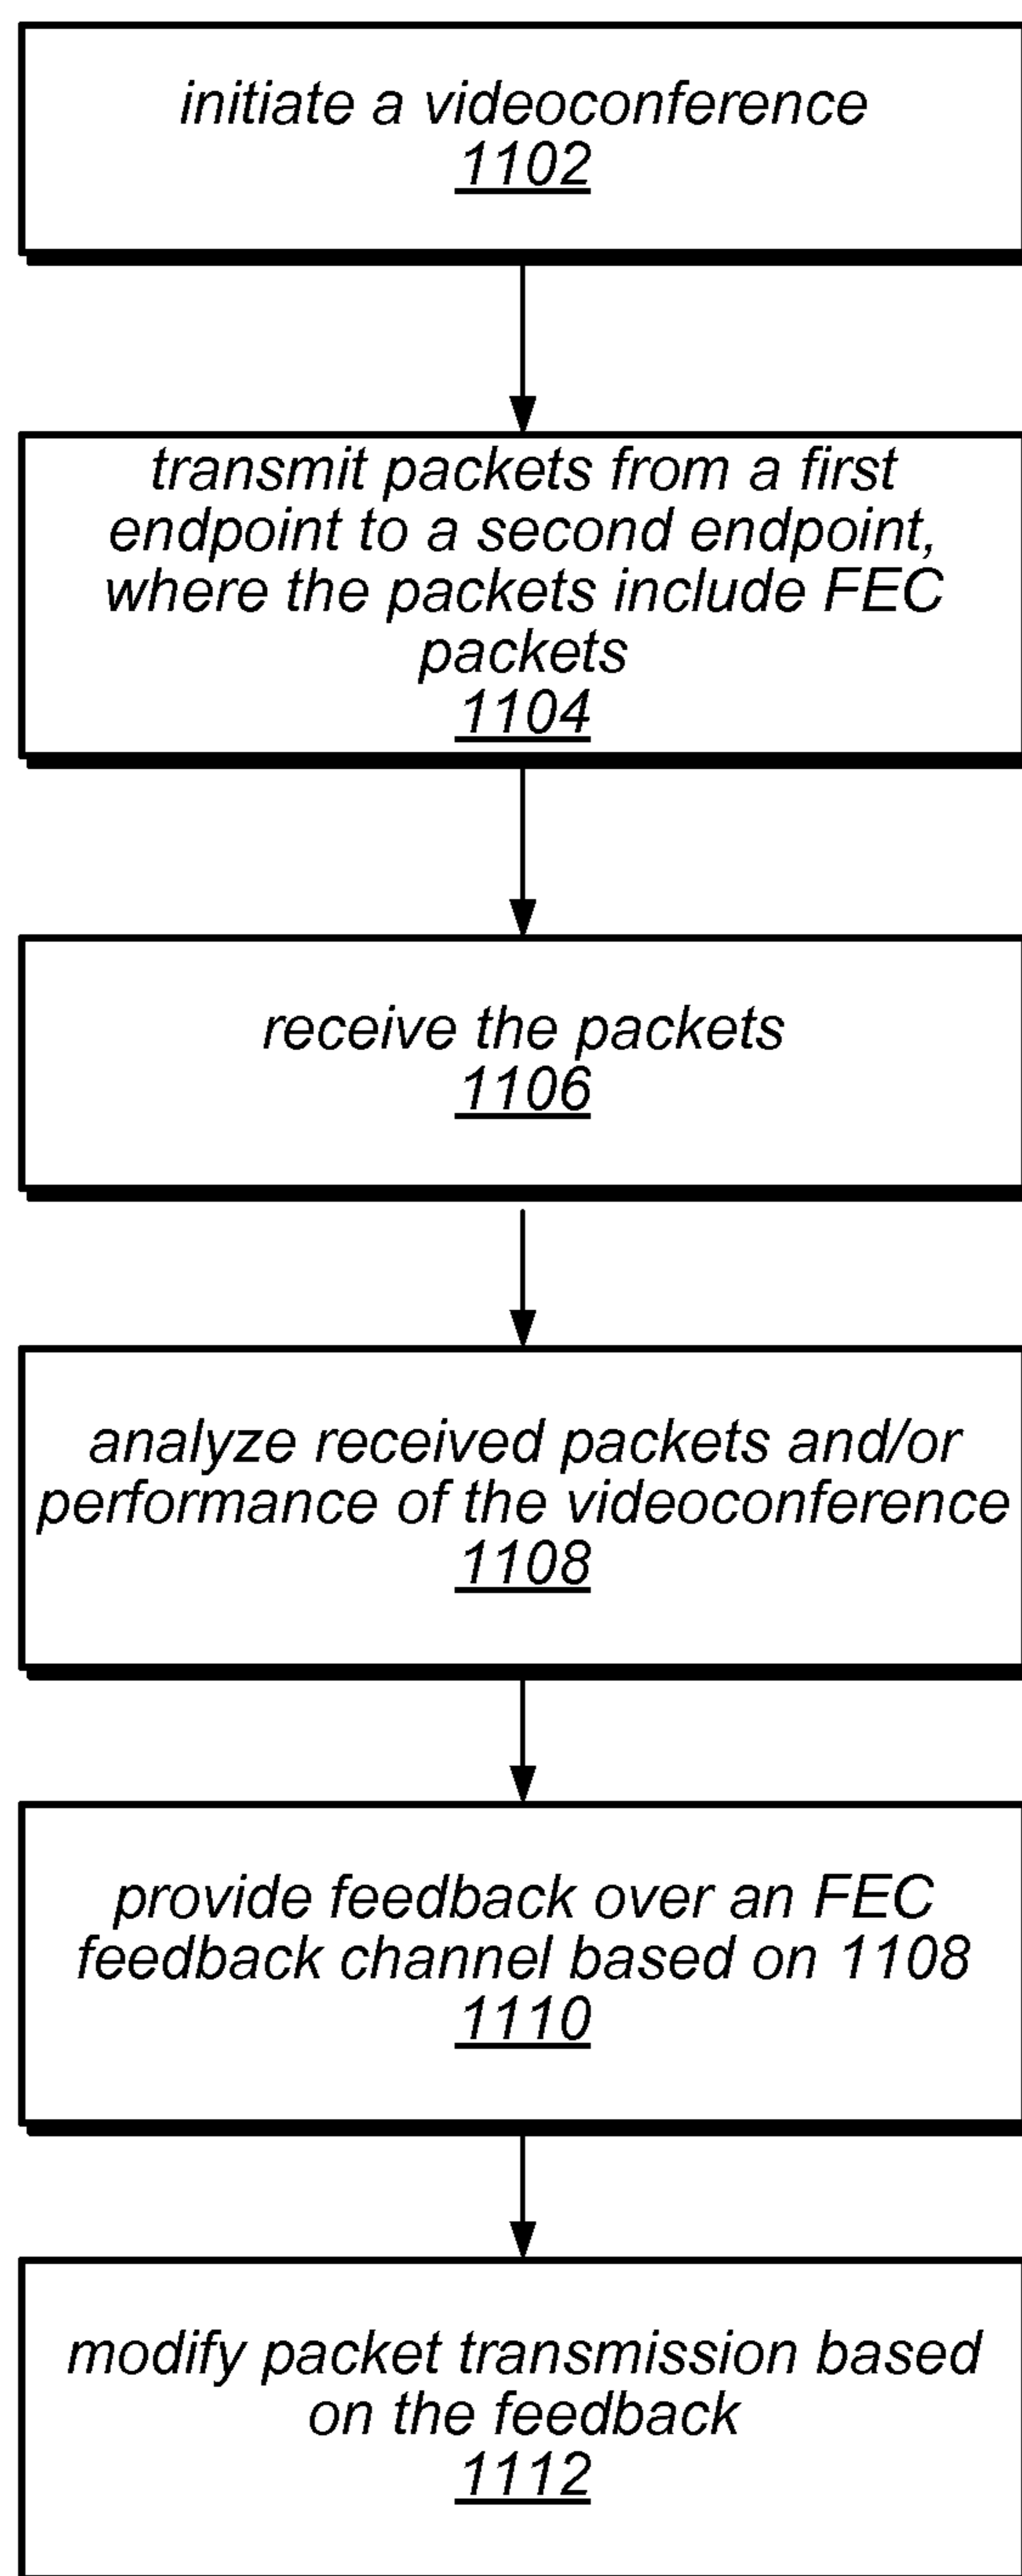 initiate a videoconference
1102
transmit packets from a first
endpoint to a second endpoint,
where the packets include FEC
packets
1104
receive the packets
1106
analyze received packets and/or
performance of the videoconference
1108
provide feedback over an FEC
feedback channel based on 1108
1110
modify packet transmission based
on the feedback
1112